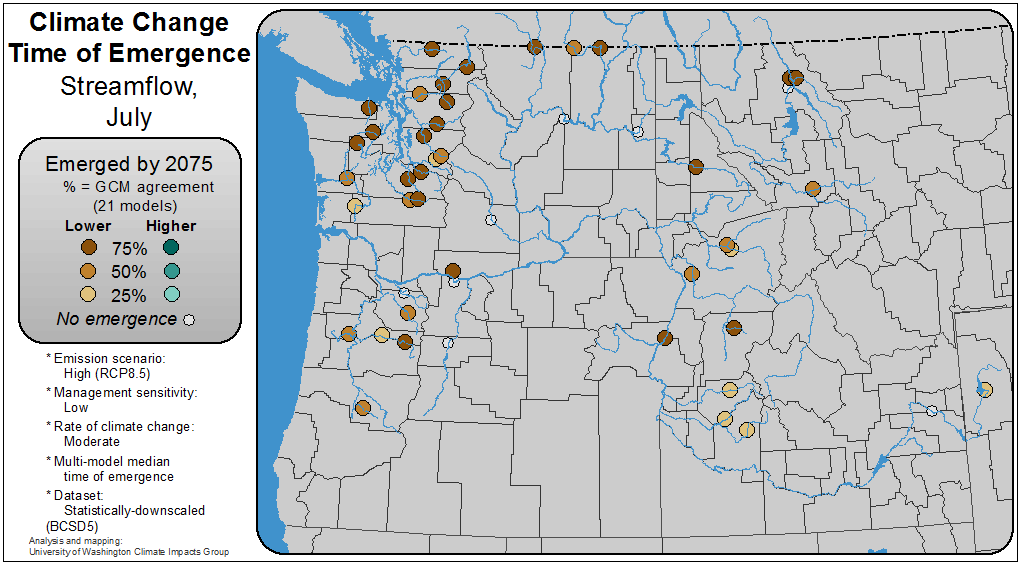 Climate Change
Time of Emergence
Streamflow,
July
Emerged by 2075
% = GCM agreement
(21 models)
Lower Higher
75%
50%
25%
No emergence
* Emission scenario:
High (RCP8.5)
* Management sensitivity:
Low
* Rate of climate change:
Moderate
* Multi-model median
time of emergence
* Dataset:
Statistically-downscaled
(BCSD5)
Analysis and mapping:
University of Washington Climate Impacts Group